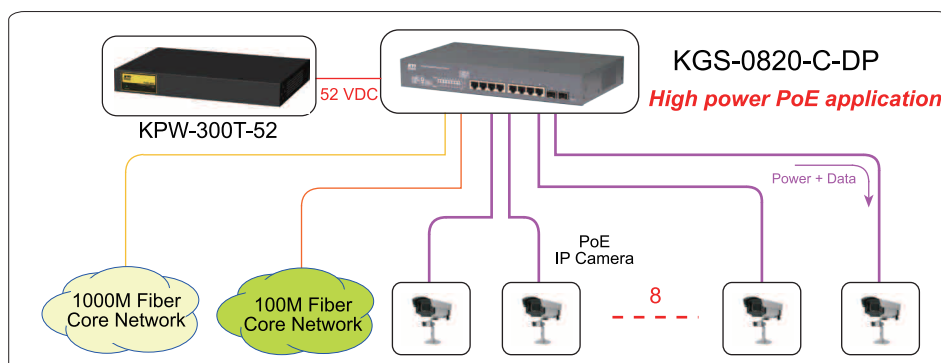 KGS-0820-C-DP
52 VDC
High power PoE application
KPW-300T-52
Power + Data
PoE
IP Camera
1000M Fiber
Core Network
100M Fiber
Core Network
8